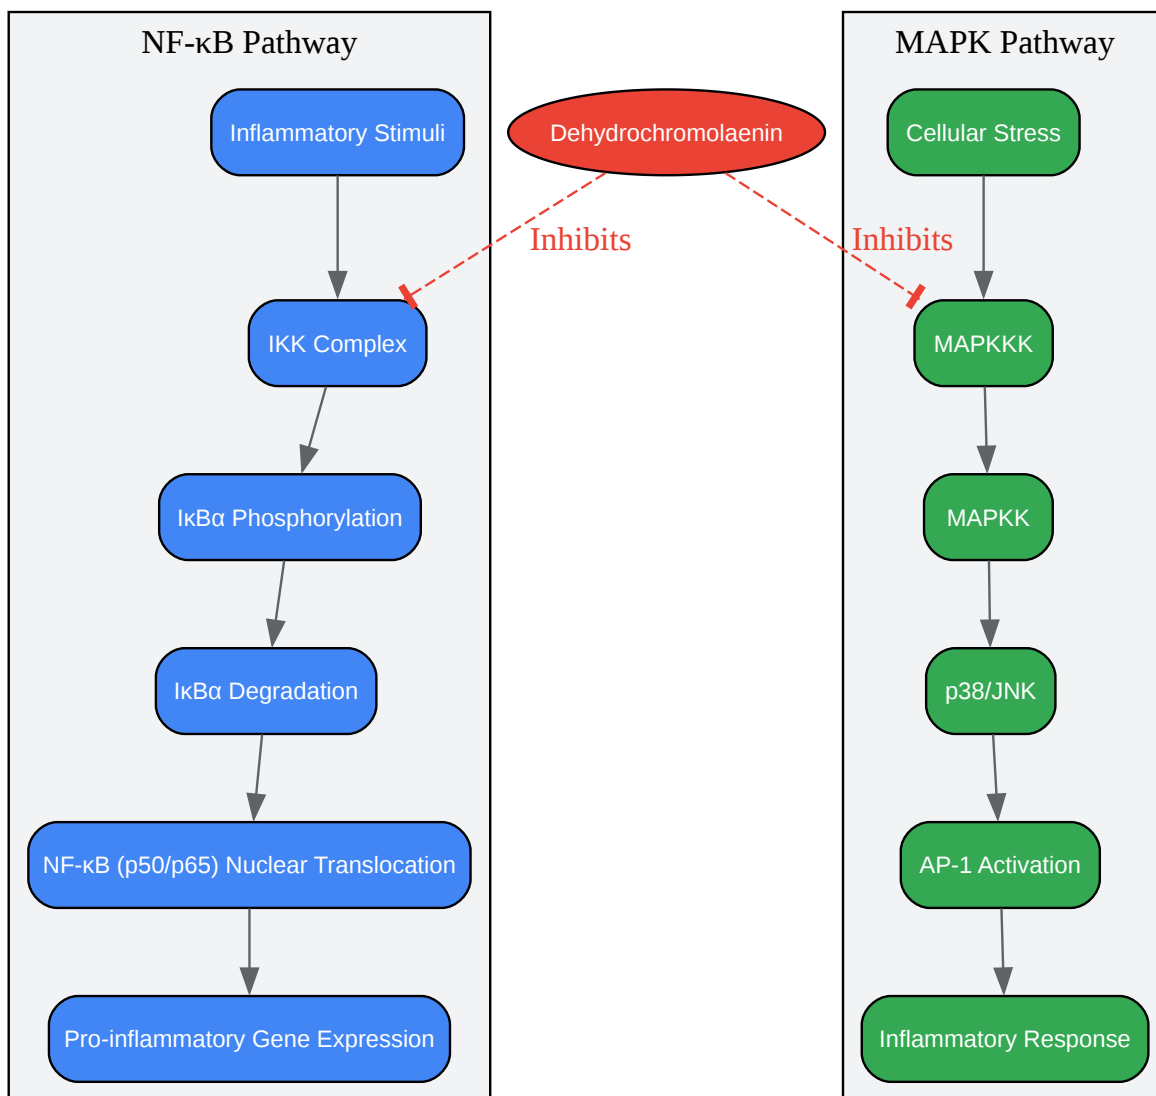 NF-κB Pathway
MAPK Pathway
Inflammatory Stimuli
Dehydrochromolaenin
Cellular Stress
Inhibits
Inhibits
IKK Complex
MAPKKK
IκBα Phosphorylation
MAPKK
IκBα Degradation
p38/JNK
NF-κB (p50/p65) Nuclear Translocation
AP-1 Activation
Pro-inflammatory Gene Expression
Inflammatory Response